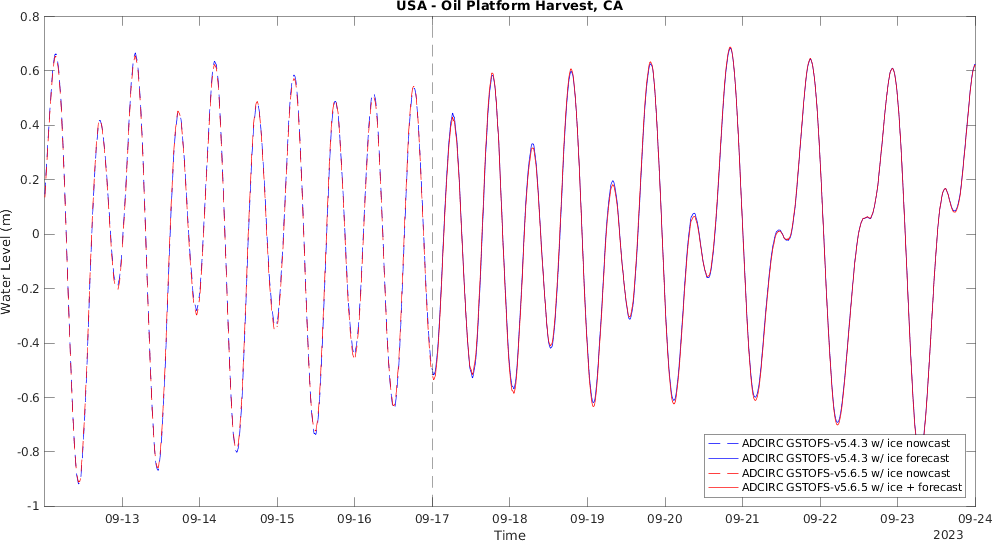 USA - Oil Platform Harvest, CA
0.8
0.6
0.4
0.2
0
-0.2
-0.4
-0.6
-0.8
-1
Water Level (m)
ADCIRC GSTOFS-v5.4.3 w/ ice nowcast
ADCIRC GSTOFS-v5.4.3 w/ ice forecast
ADCIRC GSTOFS-v5.6.5 w/ ice nowcast
ADCIRC GSTOFS-v5.6.5 w/ ice + forecast
09-13 09-14 09-15 09-16 09-17 09-18 09-19 09-20 09-21 09-22 09-23 09-24
Time
2023